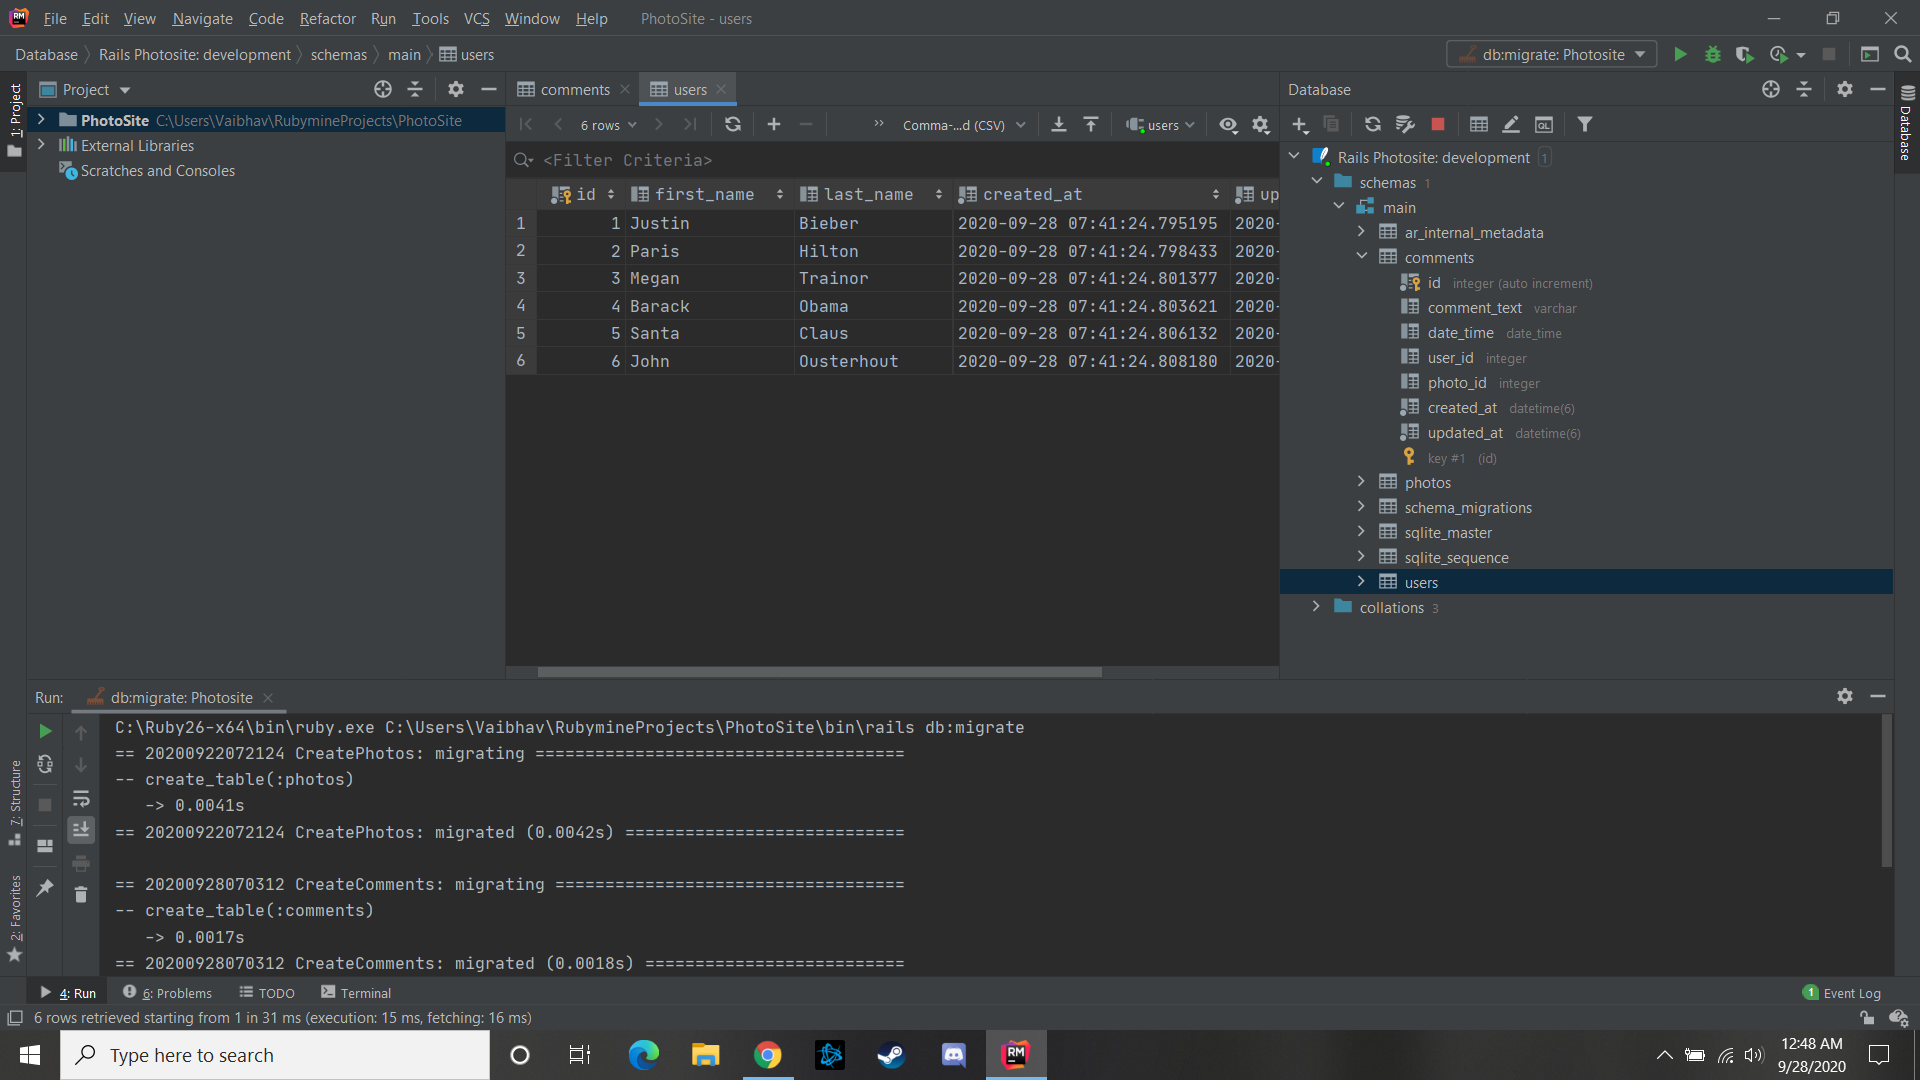 File Edit View Navigate Code Refactor Run Tools VCS Window Help PhotoSite - users
Database Rails Photosite: development schemas main users
db:migrate: Photosite
1: Project
Project
PhotoSite C:\Users\Vaibhav\RubymineProjects\PhotoSite
External Libraries
Scratches and Consoles
comments users
6 rows Comma-...d (CSV) users
<Filter Criteria>
id first_name last_name created_at up
1 1 Justin Bieber 2020-09-28 07:41:24.795195 2020-
2 2 Paris Hilton 2020-09-28 07:41:24.798433 2020-
3 3 Megan Trainor 2020-09-28 07:41:24.801377 2020-
4 4 Barack Obama 2020-09-28 07:41:24.803621 2020-
5 5 Santa Claus 2020-09-28 07:41:24.806132 2020-
6 6 John Ousterhout 2020-09-28 07:41:24.808180 2020-
Database
Database
QL
Rails Photosite: development 1
schemas 1
main
ar_internal_metadata
comments
id integer (auto increment)
comment_text varchar
date_time date_time
user_id integer
photo_id integer
created_at datetime(6)
updated_at datetime(6)
key #1 (id)
photos
schema_migrations
sqlite_master
sqlite_sequence
users
collations 3
Run: db:migrate: Photosite
C:\Ruby26-x64\bin\ruby.exe C:\Users\Vaibhav\RubymineProjects\PhotoSite\bin\rails db:migrate
== 20200922072124 CreatePhotos: migrating =====================================
-- create_table(:photos)
-> 0.0041s
== 20200922072124 CreatePhotos: migrated (0.0042s) ============================
== 20200928070312 CreateComments: migrating ===================================
-- create_table(:comments)
-> 0.0017s
== 20200928070312 CreateComments: migrated (0.0018s) ==========================
7: Structure
2: Favorites
4: Run 6: Problems TODO Terminal
1 Event Log
6 rows retrieved starting from 1 in 31 ms (execution: 15 ms, fetching: 16 ms)
Type here to search
RM
12:48 AM
9/28/2020